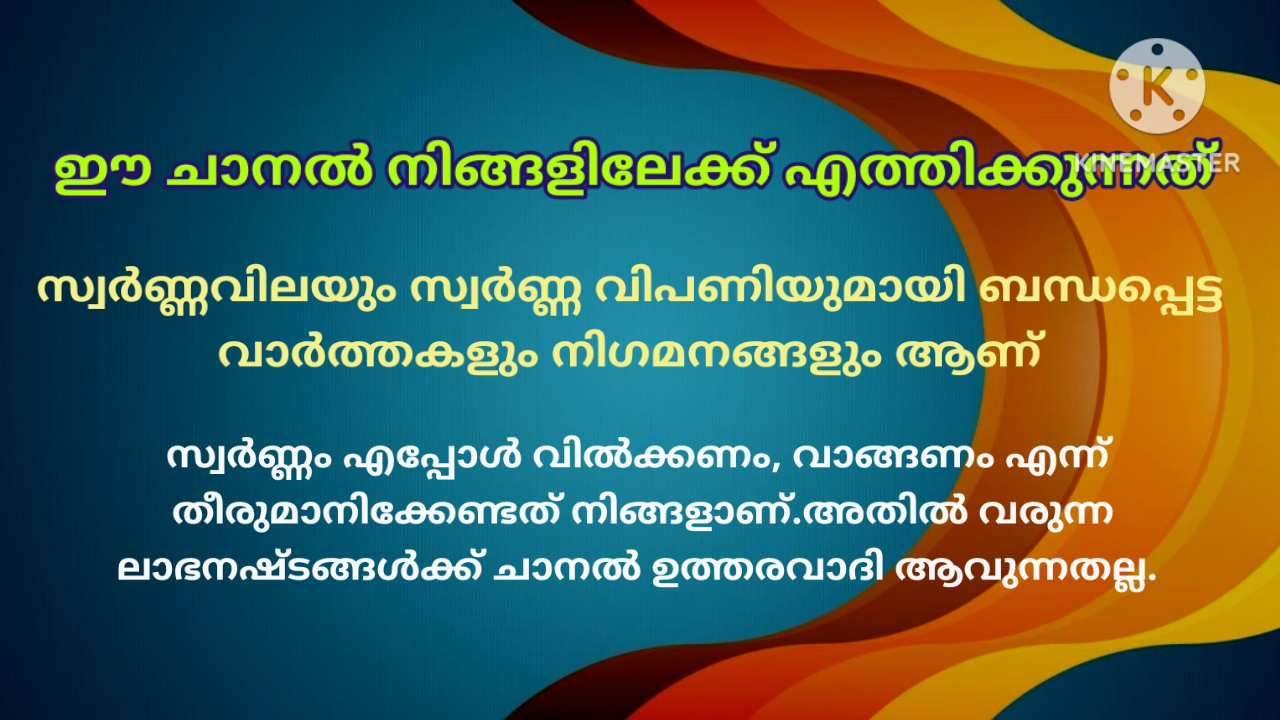 KINEMASTER
ഈ ചാനൽ നിങ്ങളിലേക്ക് എത്തിക്കുന്നത്
സ്വർണ്ണവിലയും സ്വർണ്ണ വിപണിയുമായി ബന്ധപ്പെട്ട
വാർത്തകളും നിഗമനങ്ങളും ആണ്
സ്വർണ്ണം എപ്പോൾ വിൽക്കണം, വാങ്ങണം എന്ന്
തീരുമാനിക്കേണ്ടത് നിങ്ങളാണ്.അതിൽ വരുന്ന
ലാഭനഷ്ടങ്ങൾക്ക് ചാനൽ ഉത്തരവാദി ആവുന്നതല്ല.